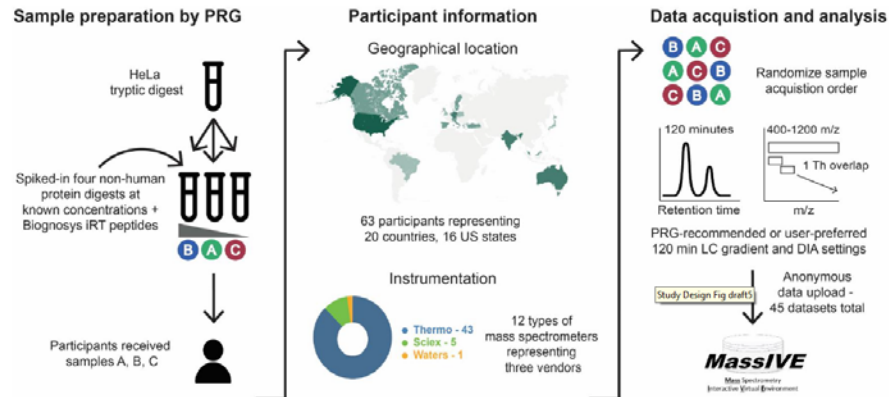 Sample preparation by PRG
HeLa
tryptic digest
Spiked-in four non-human
protein digests at
known concentrations +
Biognosys iRT peptides
B A C
Participants received
samples A, B, C
Participant information
Geographical location
63 participants representing
20 countries, 16 US states
Instrumentation
Thermo - 43
Sciex - 5
Waters - 1
12 types of
mass spectrometers
representing
three vendors
Data acquistion and analysis
B A C
A C B
C B A
Randomize sample
acquistion order
120 minutes
Retention time
400-1200 m/z
1 Th overlap
m/z
PRG-recommended or user-preferred
120 min LC gradient and DIA settings
Study Design Fig draft5
Anonymous
data upload -
45 datasets total
MassIVE
Mass Spectrometry
Interactive Virtual Environment